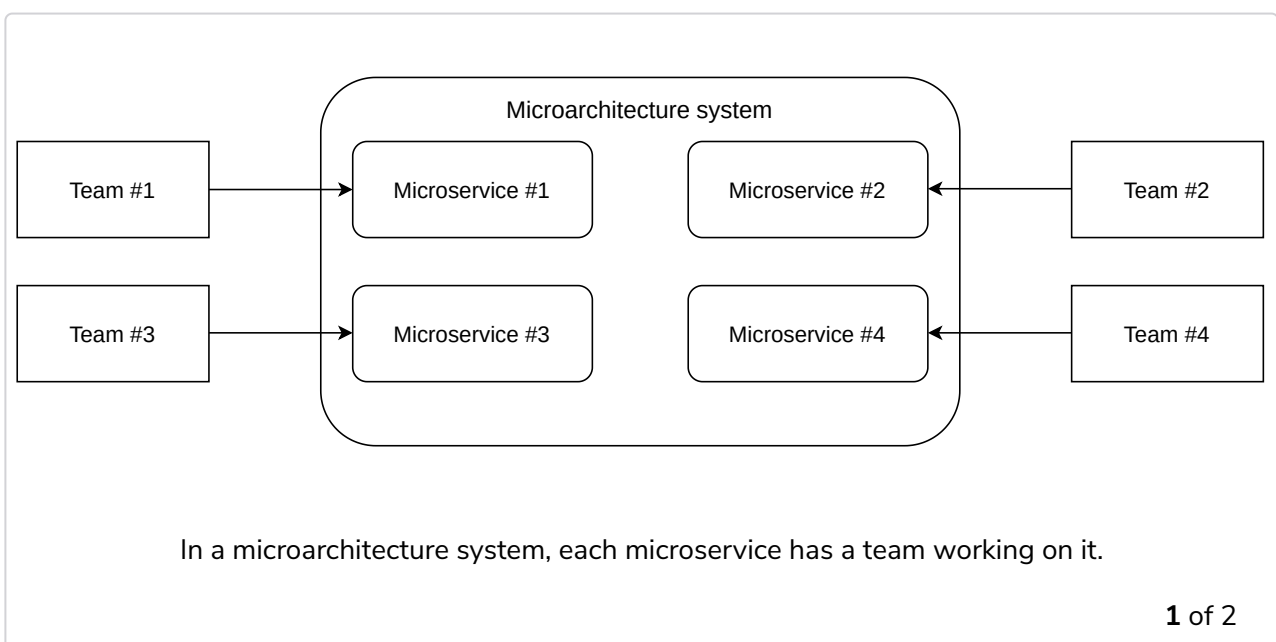 Microarchitecture system
Team #1
Microservice #1
Microservice #2
Team #2
Team #3
Microservice #3
Microservice #4
Team #4
In a microarchitecture system, each microservice has a team working on it.
1 of 2